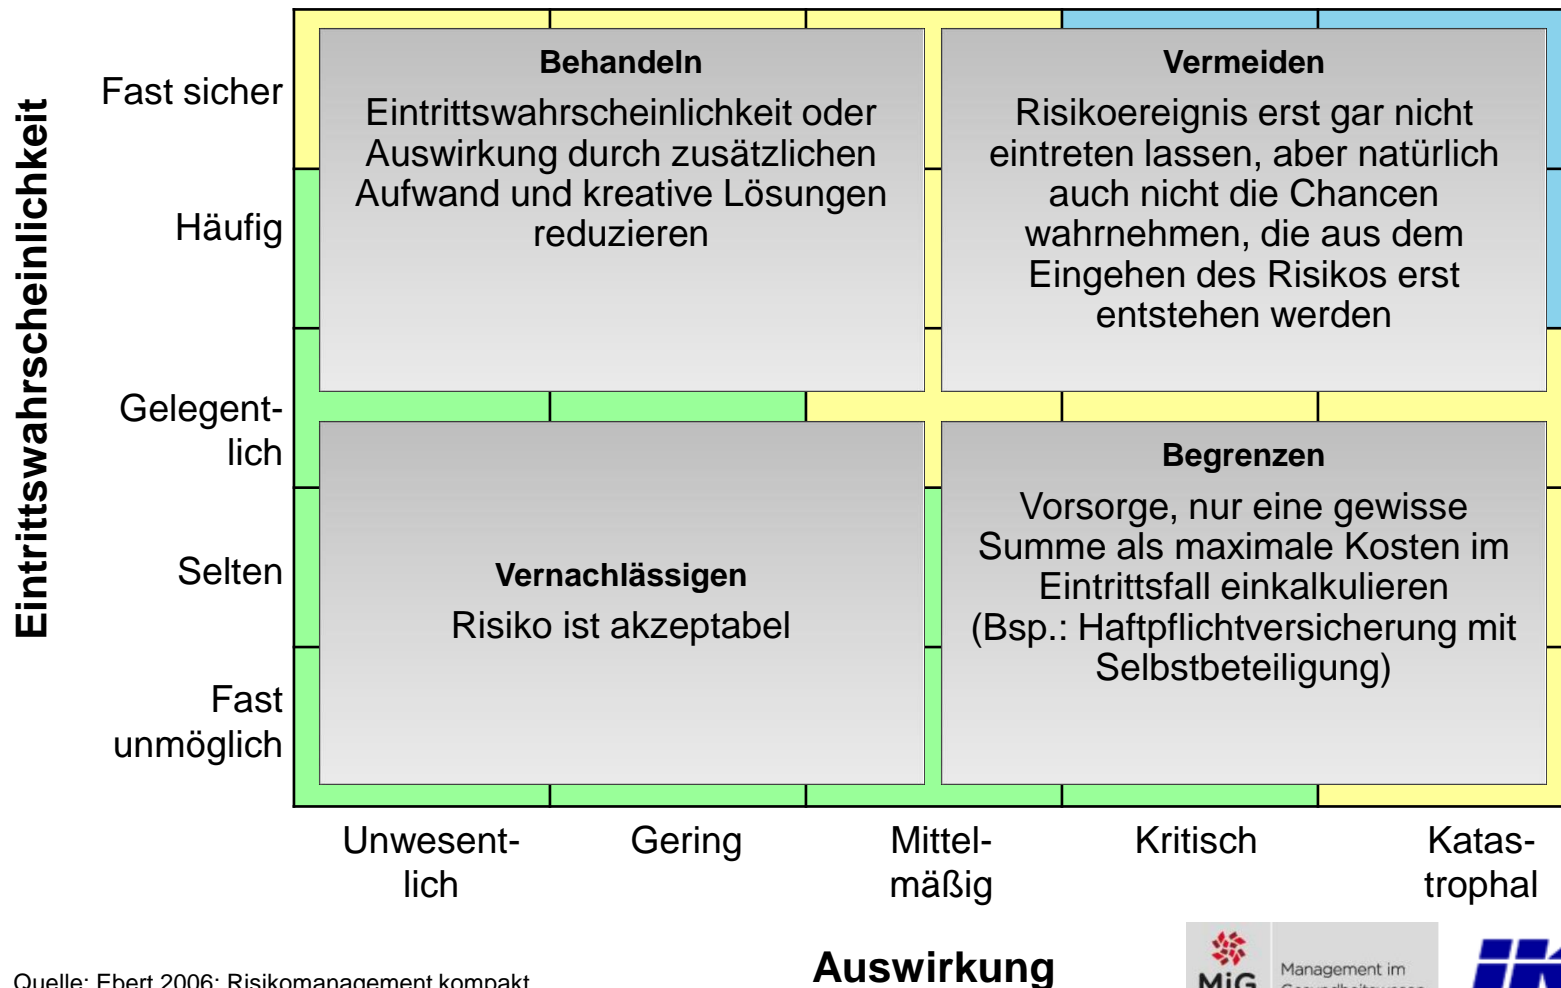 Eintrittswahrscheinlichkeit
Fast sicher
Häufig
Gelegent-
lich
Selten
Fast
unmöglich
Behandeln
Eintrittswahrscheinlichkeit oder
Auswirkung durch zusätzlichen
Aufwand und kreative Lösungen
reduzieren
Vermeiden
Risikoereignis erst gar nicht
eintreten lassen, aber natürlich
auch nicht die Chancen
wahrnehmen, die aus dem
Eingehen des Risikos erst
entstehen werden
Vernachlässigen
Risiko ist akzeptabel
Begrenzen
Vorsorge, nur eine gewisse
Summe als maximale Kosten im
Eintrittsfall einkalkulieren
(Bsp.: Haftpflichtversicherung mit
Selbstbeteiligung)
Unwesent-
lich
Gering
Mittel-
mäßig
Kritisch
Katas-
trophal
Auswirkung
Quelle: Ebert 2006: Risikomanagement kompakt
MiG
Management im
Gesundheitswesen